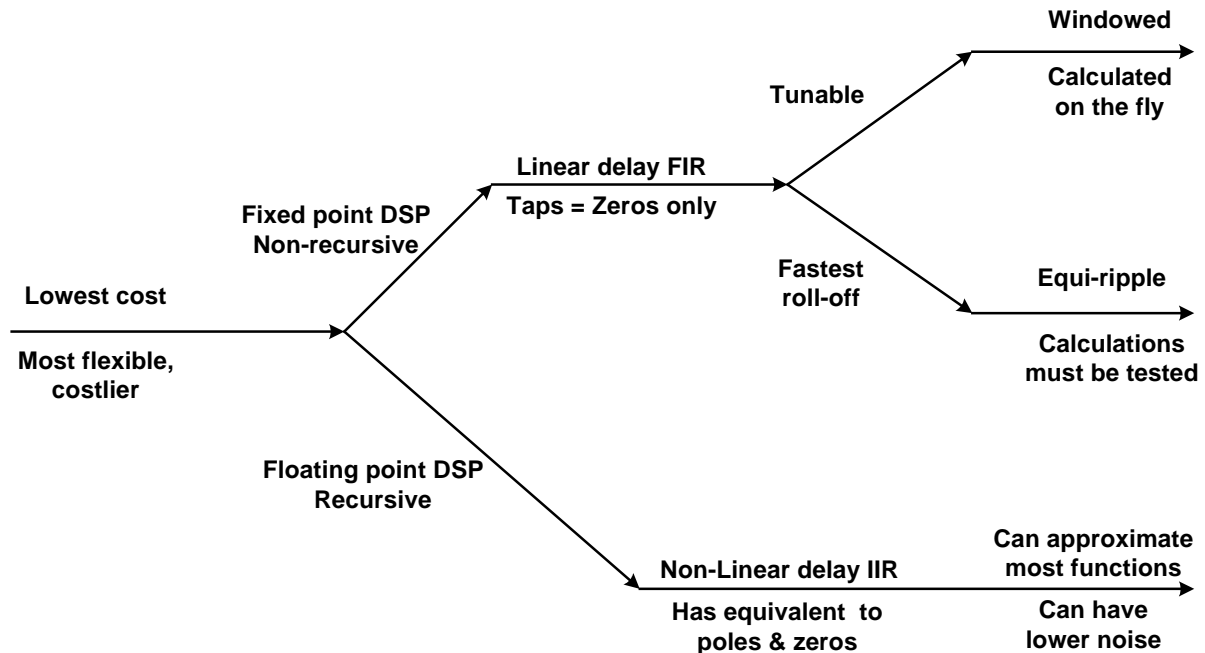 Windowed
Calculated
on the fly
Tunable
Linear delay FIR
Taps = Zeros only
Fixed point DSP
Non-recursive
Fastest
roll-off
Equi-ripple
Calculations
must be tested
Lowest cost
Most flexible,
costlier
Floating point DSP
Recursive
Non-Linear delay IIR
Has equivalent to
poles & zeros
Can approximate
most functions
Can have
lower noise